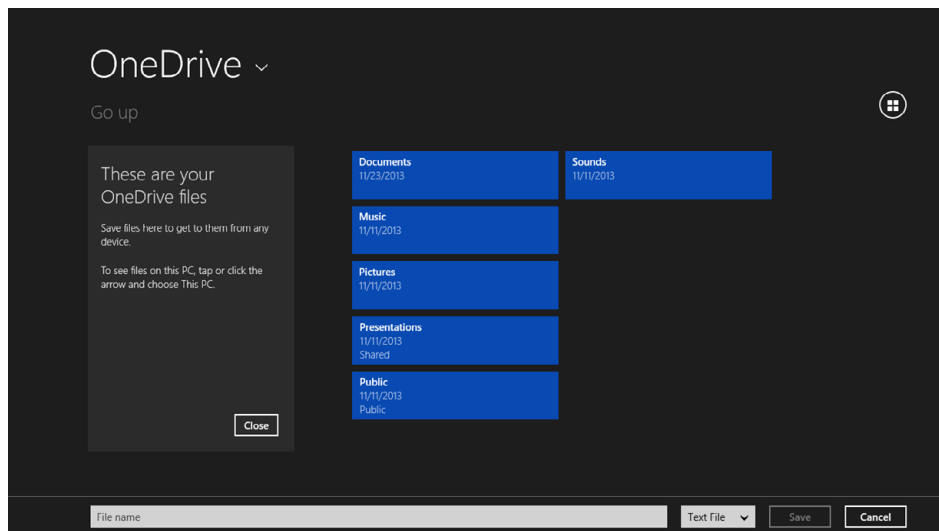 OneDrive
Go up
These are your
OneDrive files
Save files here to get to them from any
device.
To see files on this PC, tap or click the
arrow and choose This PC.
Close
Documents
11/23/2013
Music
11/11/2013
Pictures
11/11/2013
Presentations
11/11/2013
Shared
Public
11/11/2013
Public
Sounds
11/11/2013
File name
Text File
Save
Cancel